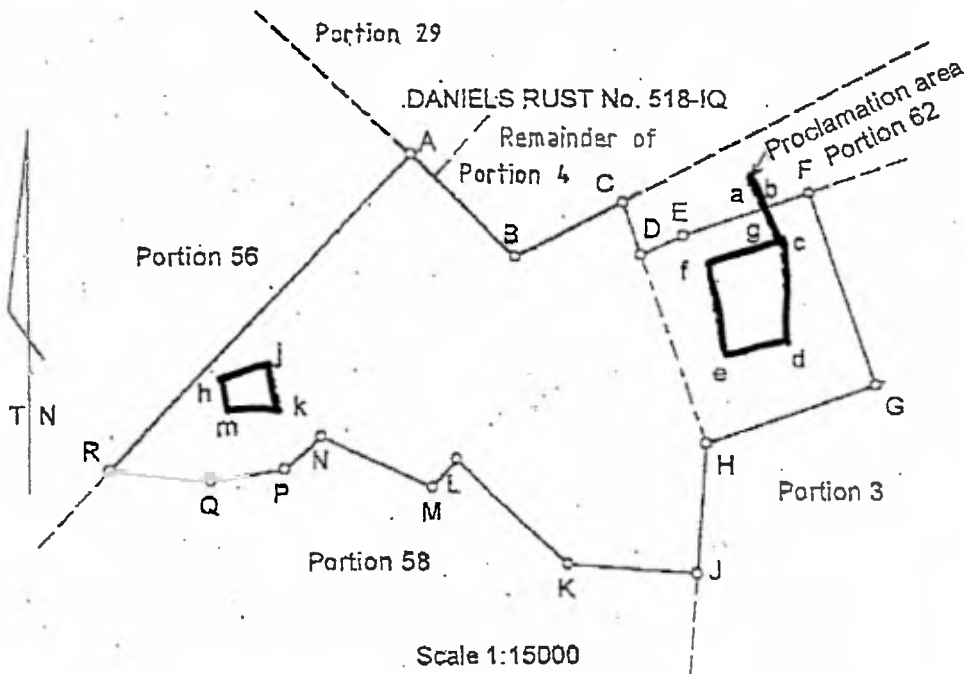 Portion 29
DANIELS RUST No. 518-IQ
Remainder of
Portion 4
Proclamation area
Portion 62
A
C
F
a b
D E
B
g c
f
Portion 56
j
e d
h
k
m
T N
G
R
N
H
Q P
L
M
Portion 3
Portion 58
K
J
Scale 1:15000